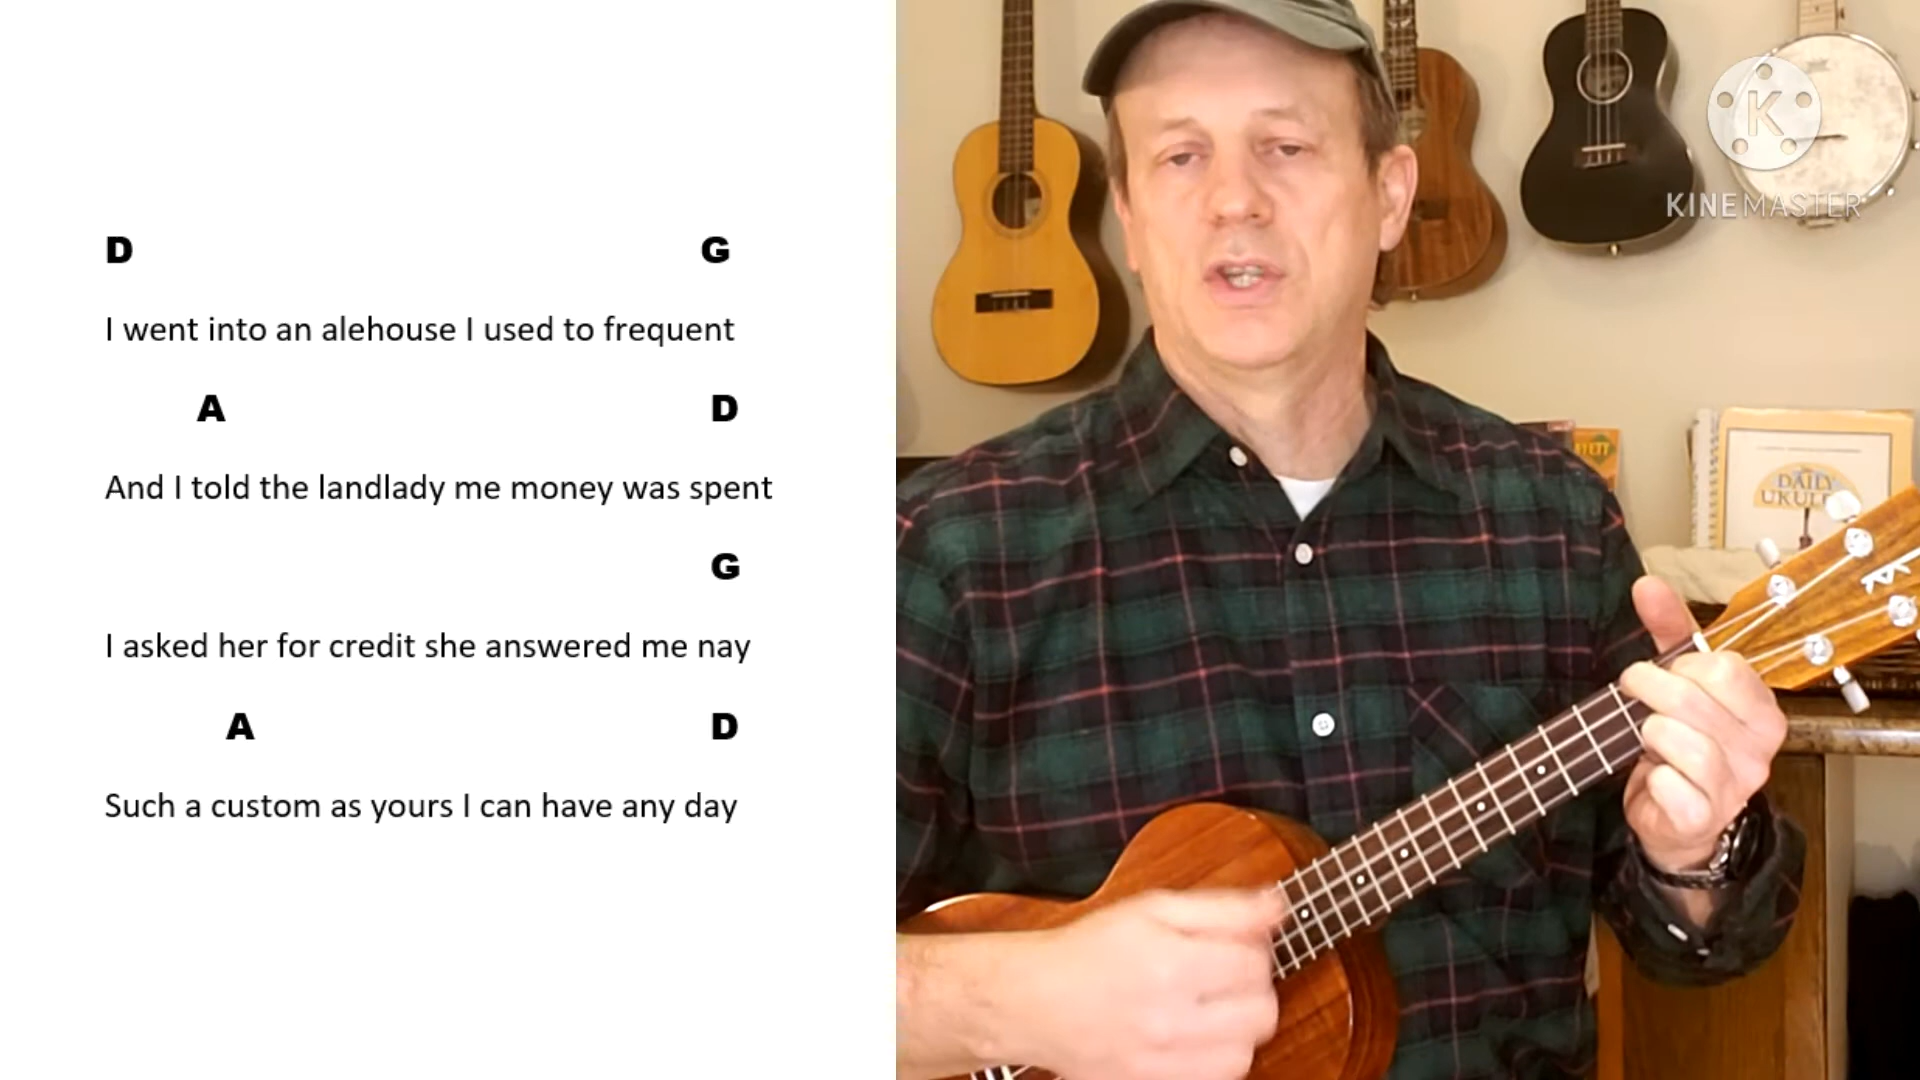 D G
I went into an alehouse I used to frequent
A D
And I told the landlady me money was spent
G
I asked her for credit she answered me nay
A D
Such a custom as yours I can have any day
K
KINEMASTER
DAILY